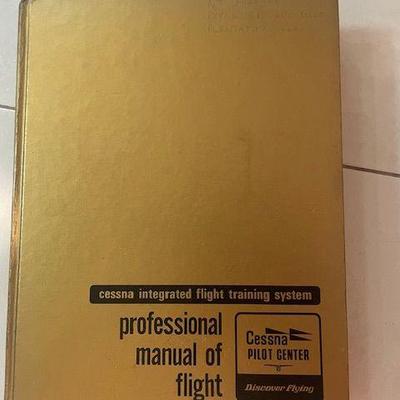 cessna integrated flight training system
professional
manual of
flight
Cessna
PILOT CENTER
Discover Flying